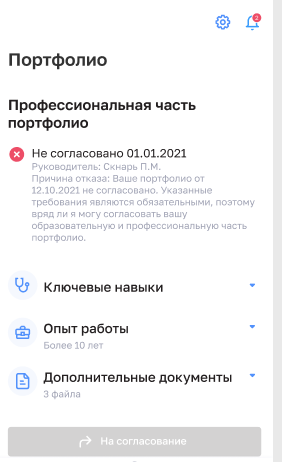 2
Портфолио
Профессиональная часть
портфолио
Не согласовано 01.01.2021
Руководитель: Скнарь П.М.
Причина отказа: Ваше портфолио от
12.10.2021 не согласовано. Указанные
требования являются обязательными, поэтому
вряд ли я могу согласовать вашу
образовательную и профессиональную часть
портфолио.
Ключевые навыки
Опыт работы
Более 10 лет
Дополнительные документы
3 файла
На согласование